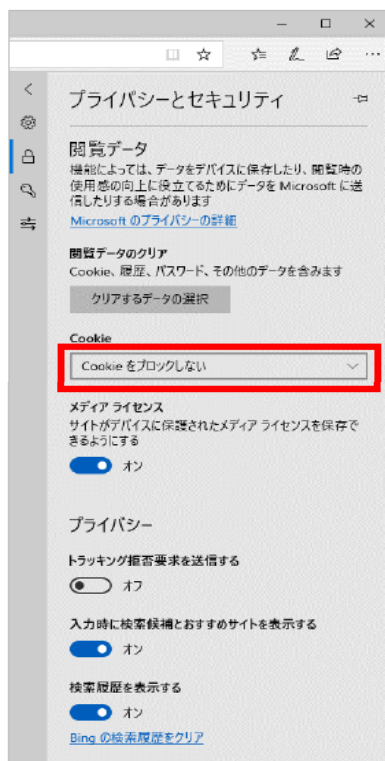 プライバシーとセキュリティ
閲覧データ
機能によっては、データをデバイスに保存したり、閲覧時の
使用感の向上に役立てるためにデータを Microsoft に送
信したりする場合があります
Microsoft のプライバシーの詳細
閲覧データのクリア
Cookie、履歴、パスワード、その他のデータを含みます
クリアするデータの選択
Cookie
Cookie をブロックしない
メディア ライセンス
サイトがデバイスに保護されたメディア ライセンスを保存で
きるようにする
オン
プライバシー
トラッキング拒否要求を送信する
オフ
入力時に検索候補とおすすめサイトを表示する
オン
検索履歴を表示する
オン
Bing の検索履歴をクリア